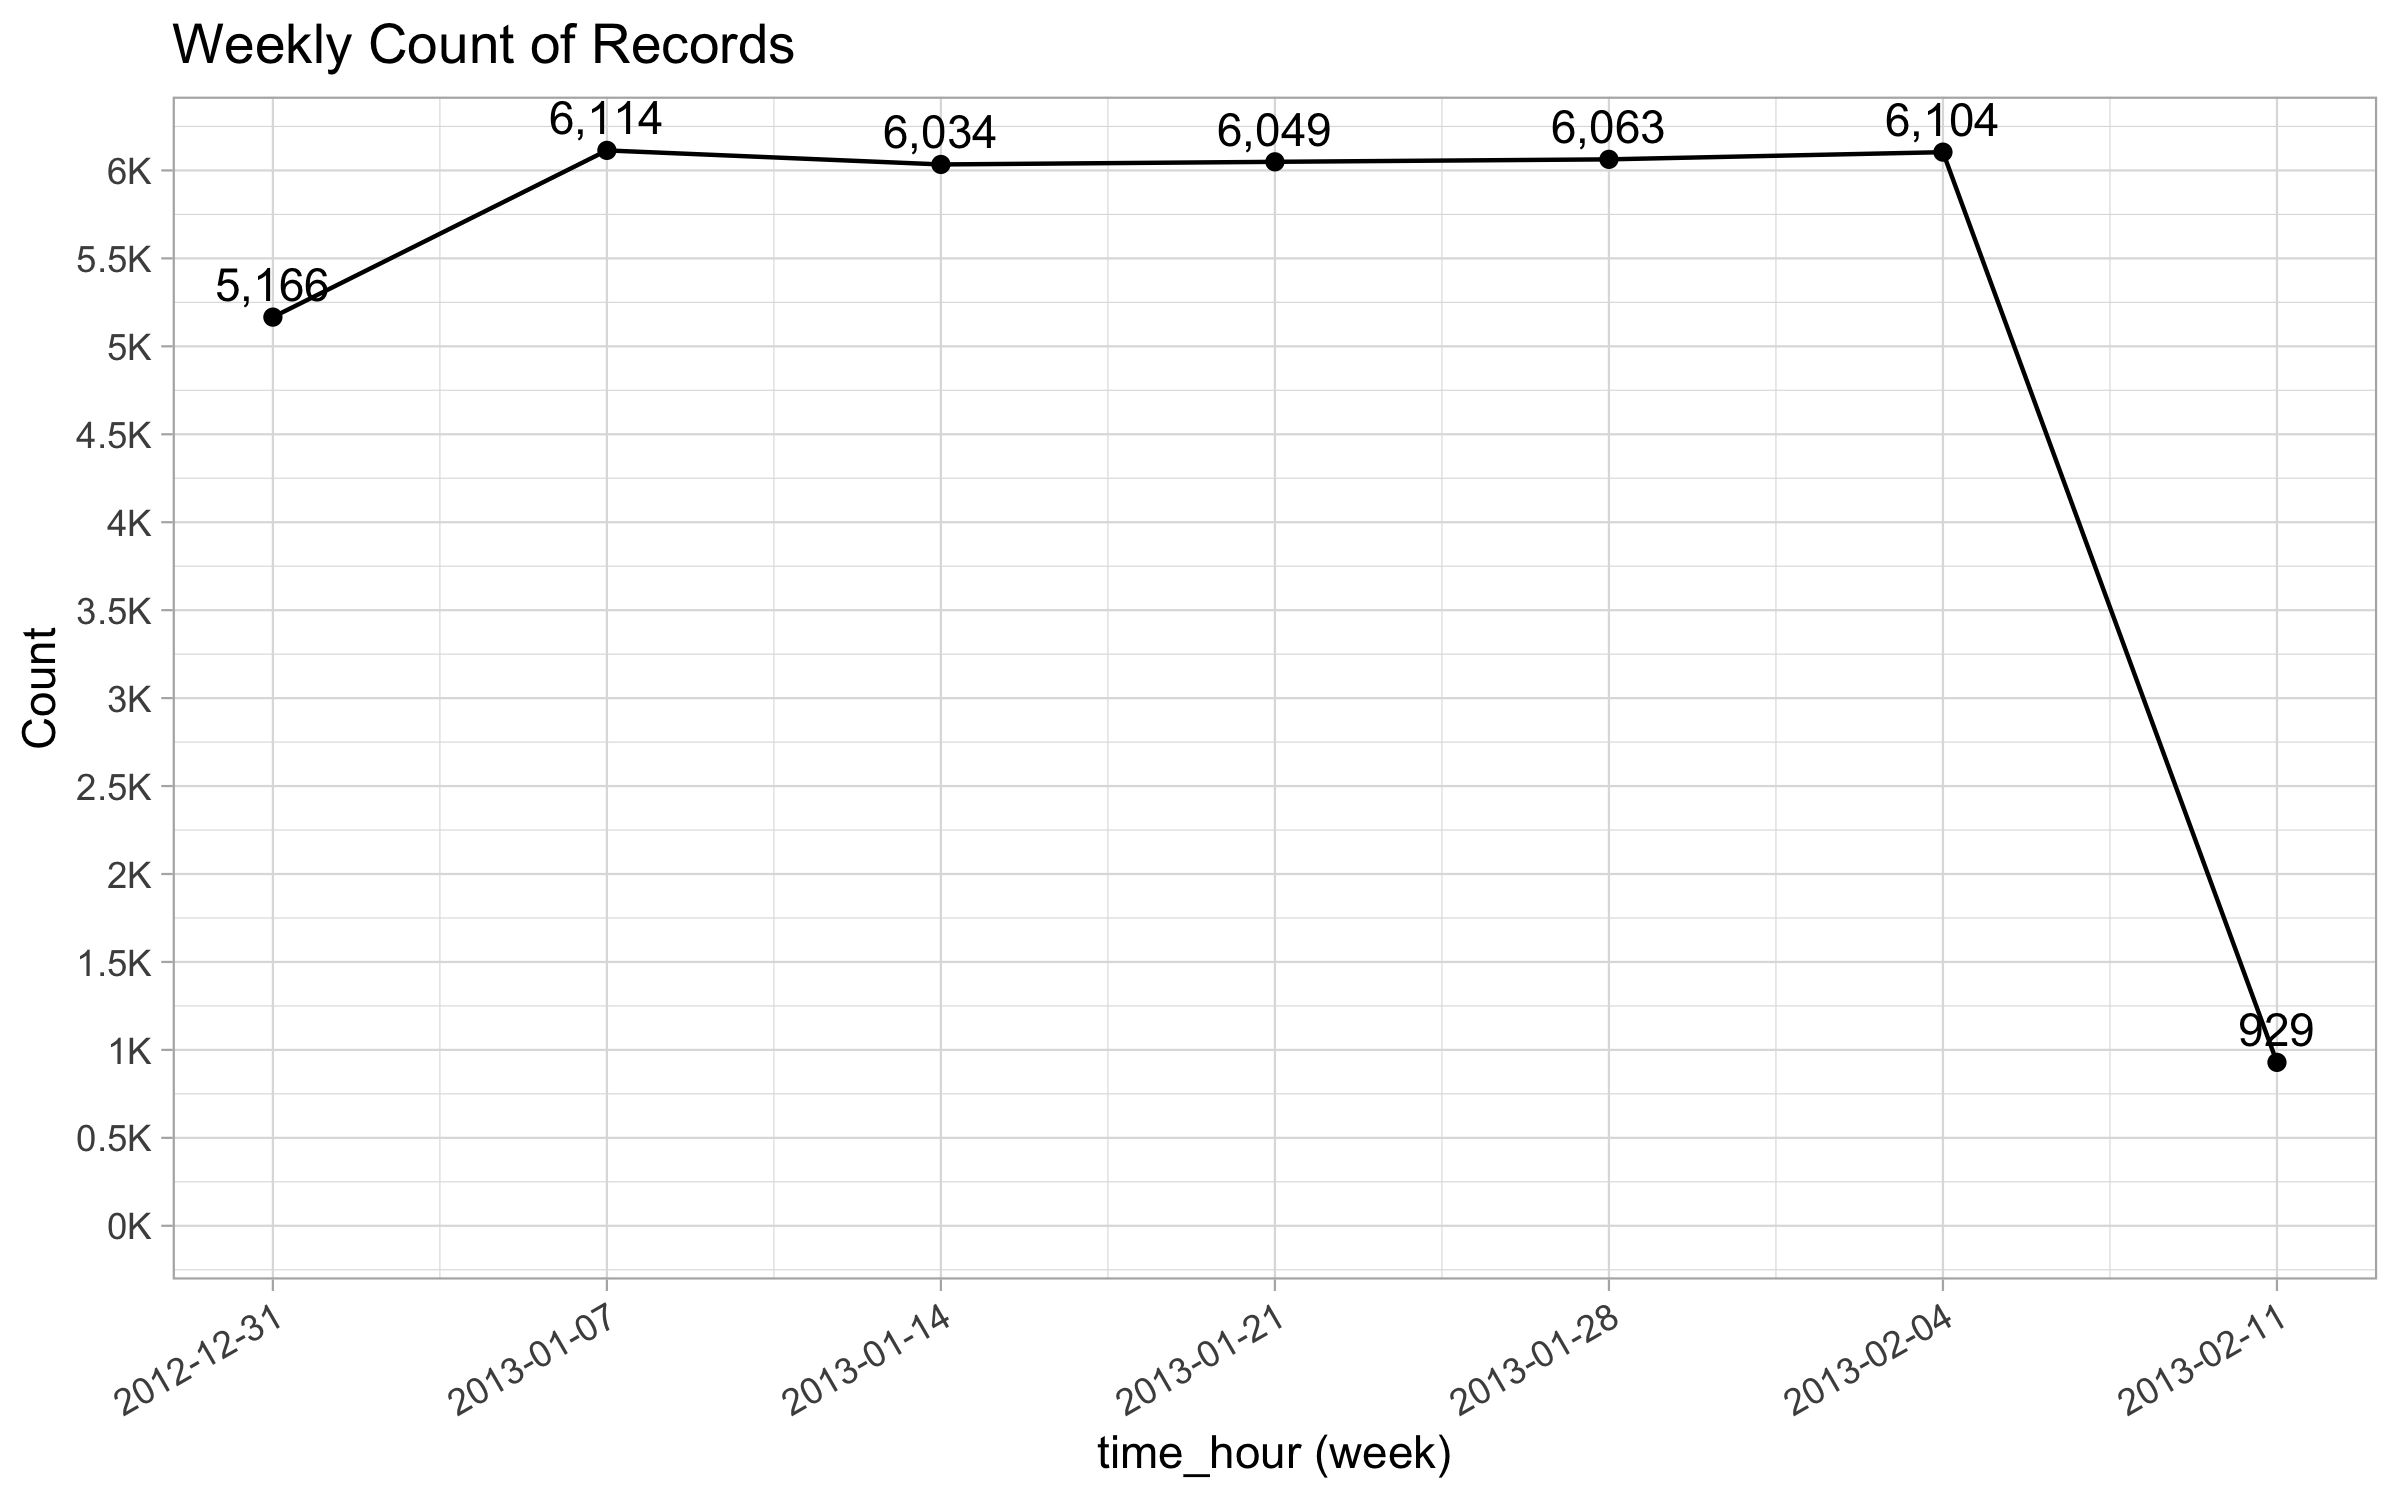 Weekly Count of Records
6,114
6,034
6,049
6,063
6,104
5,166
929
Count
6K
5.5K
5K
4.5K
4K
3.5K
3K
2.5K
2K
1.5K
1K
0.5K
0K
2012-12-31
2013-01-07
2013-01-14
2013-01-21
2013-01-28
2013-02-04
2013-02-11
time_hour (week)